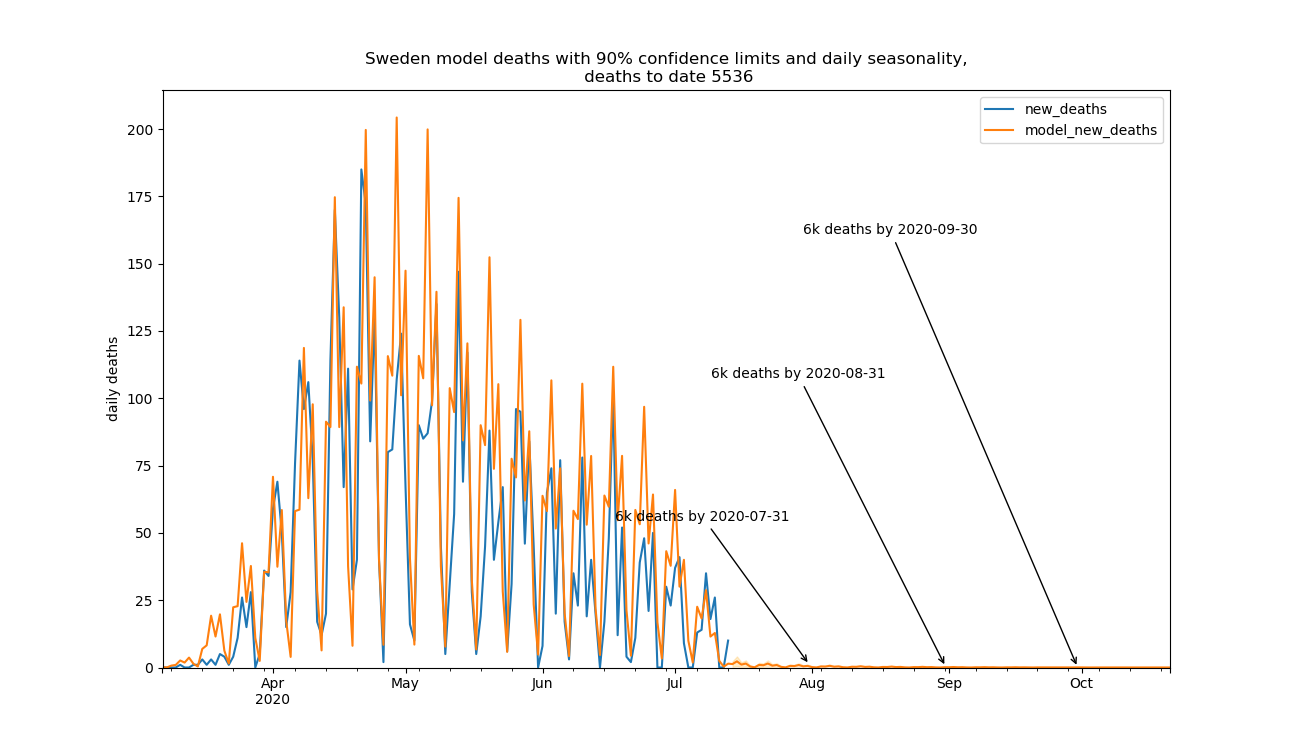 Sweden model deaths with 90% confidence limits and daily seasonality,
deaths to date 5536
new_deaths
model_new_deaths
200
175
150
125
100
75
50
25
0
daily deaths
6k deaths by 2020-09-30
6k deaths by 2020-08-31
6k deaths by 2020-07-31
Apr
2020
May
Jun
Jul
Aug
Sep
Oct